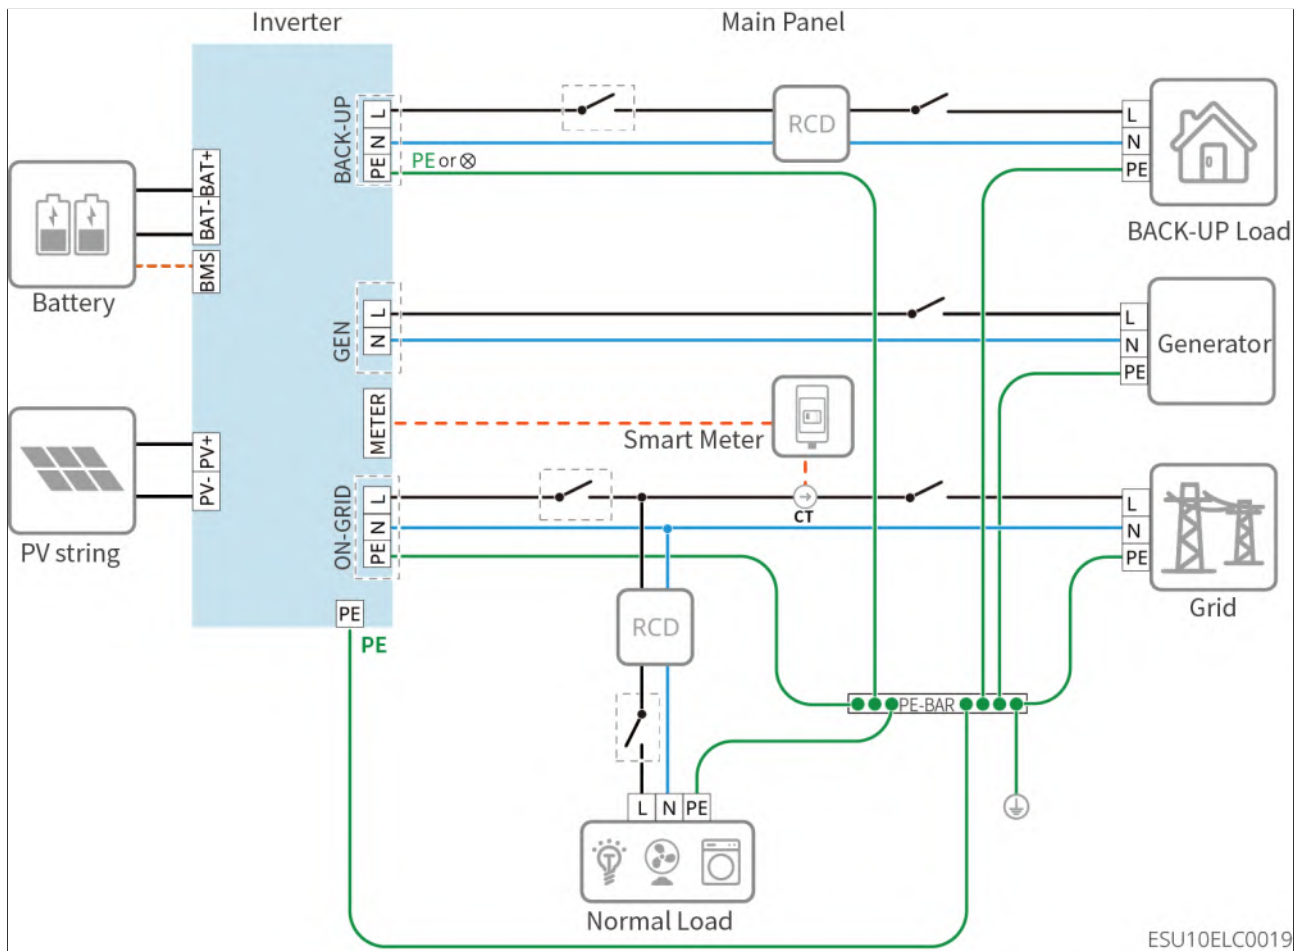 Inverter
Main Panel
BACK-UP
L
N
PE
PE or ⊗
RCD
L
N
PE
BACK-UP Load
BAT+
BAT-
BMS
Battery
GEN
L
N
L
N
PE
Generator
METER
Smart Meter
CT
PV+
PV-
PV string
ON-GRID
L
N
PE
L
N
PE
Grid
PE
PE
RCD
PE-BAR
L
N
PE
Normal Load
ESU10ELC0019